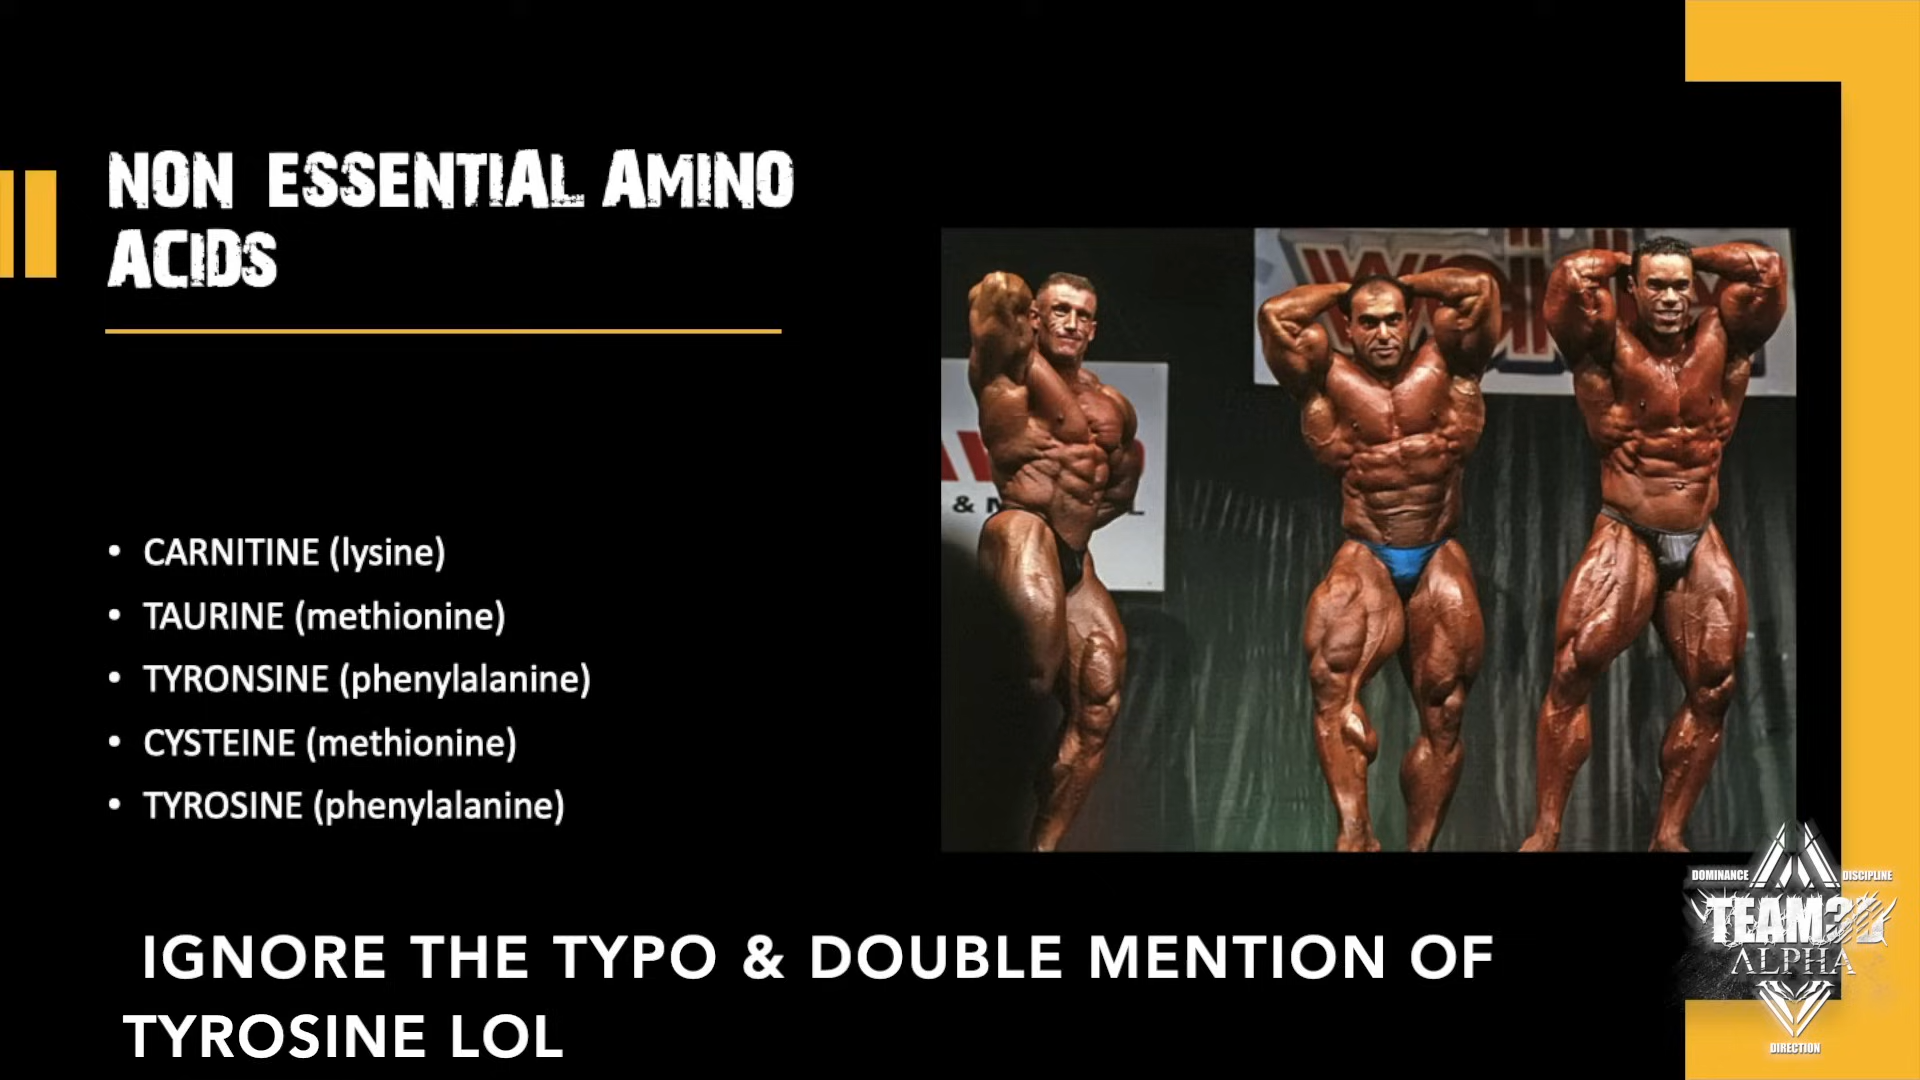 NON ESSENTIAL AMINO
ACIDS
• CARNITINE (lysine)
• TAURINE (methionine)
• TYRONSINE (phenylalanine)
• CYSTEINE (methionine)
• TYROSINE (phenylalanine)
IGNORE THE TYPO & DOUBLE MENTION OF
TYROSINE LOL
DOMINANCE DISCIPLINE
TEAM3D
ALPHA
DIRECTION